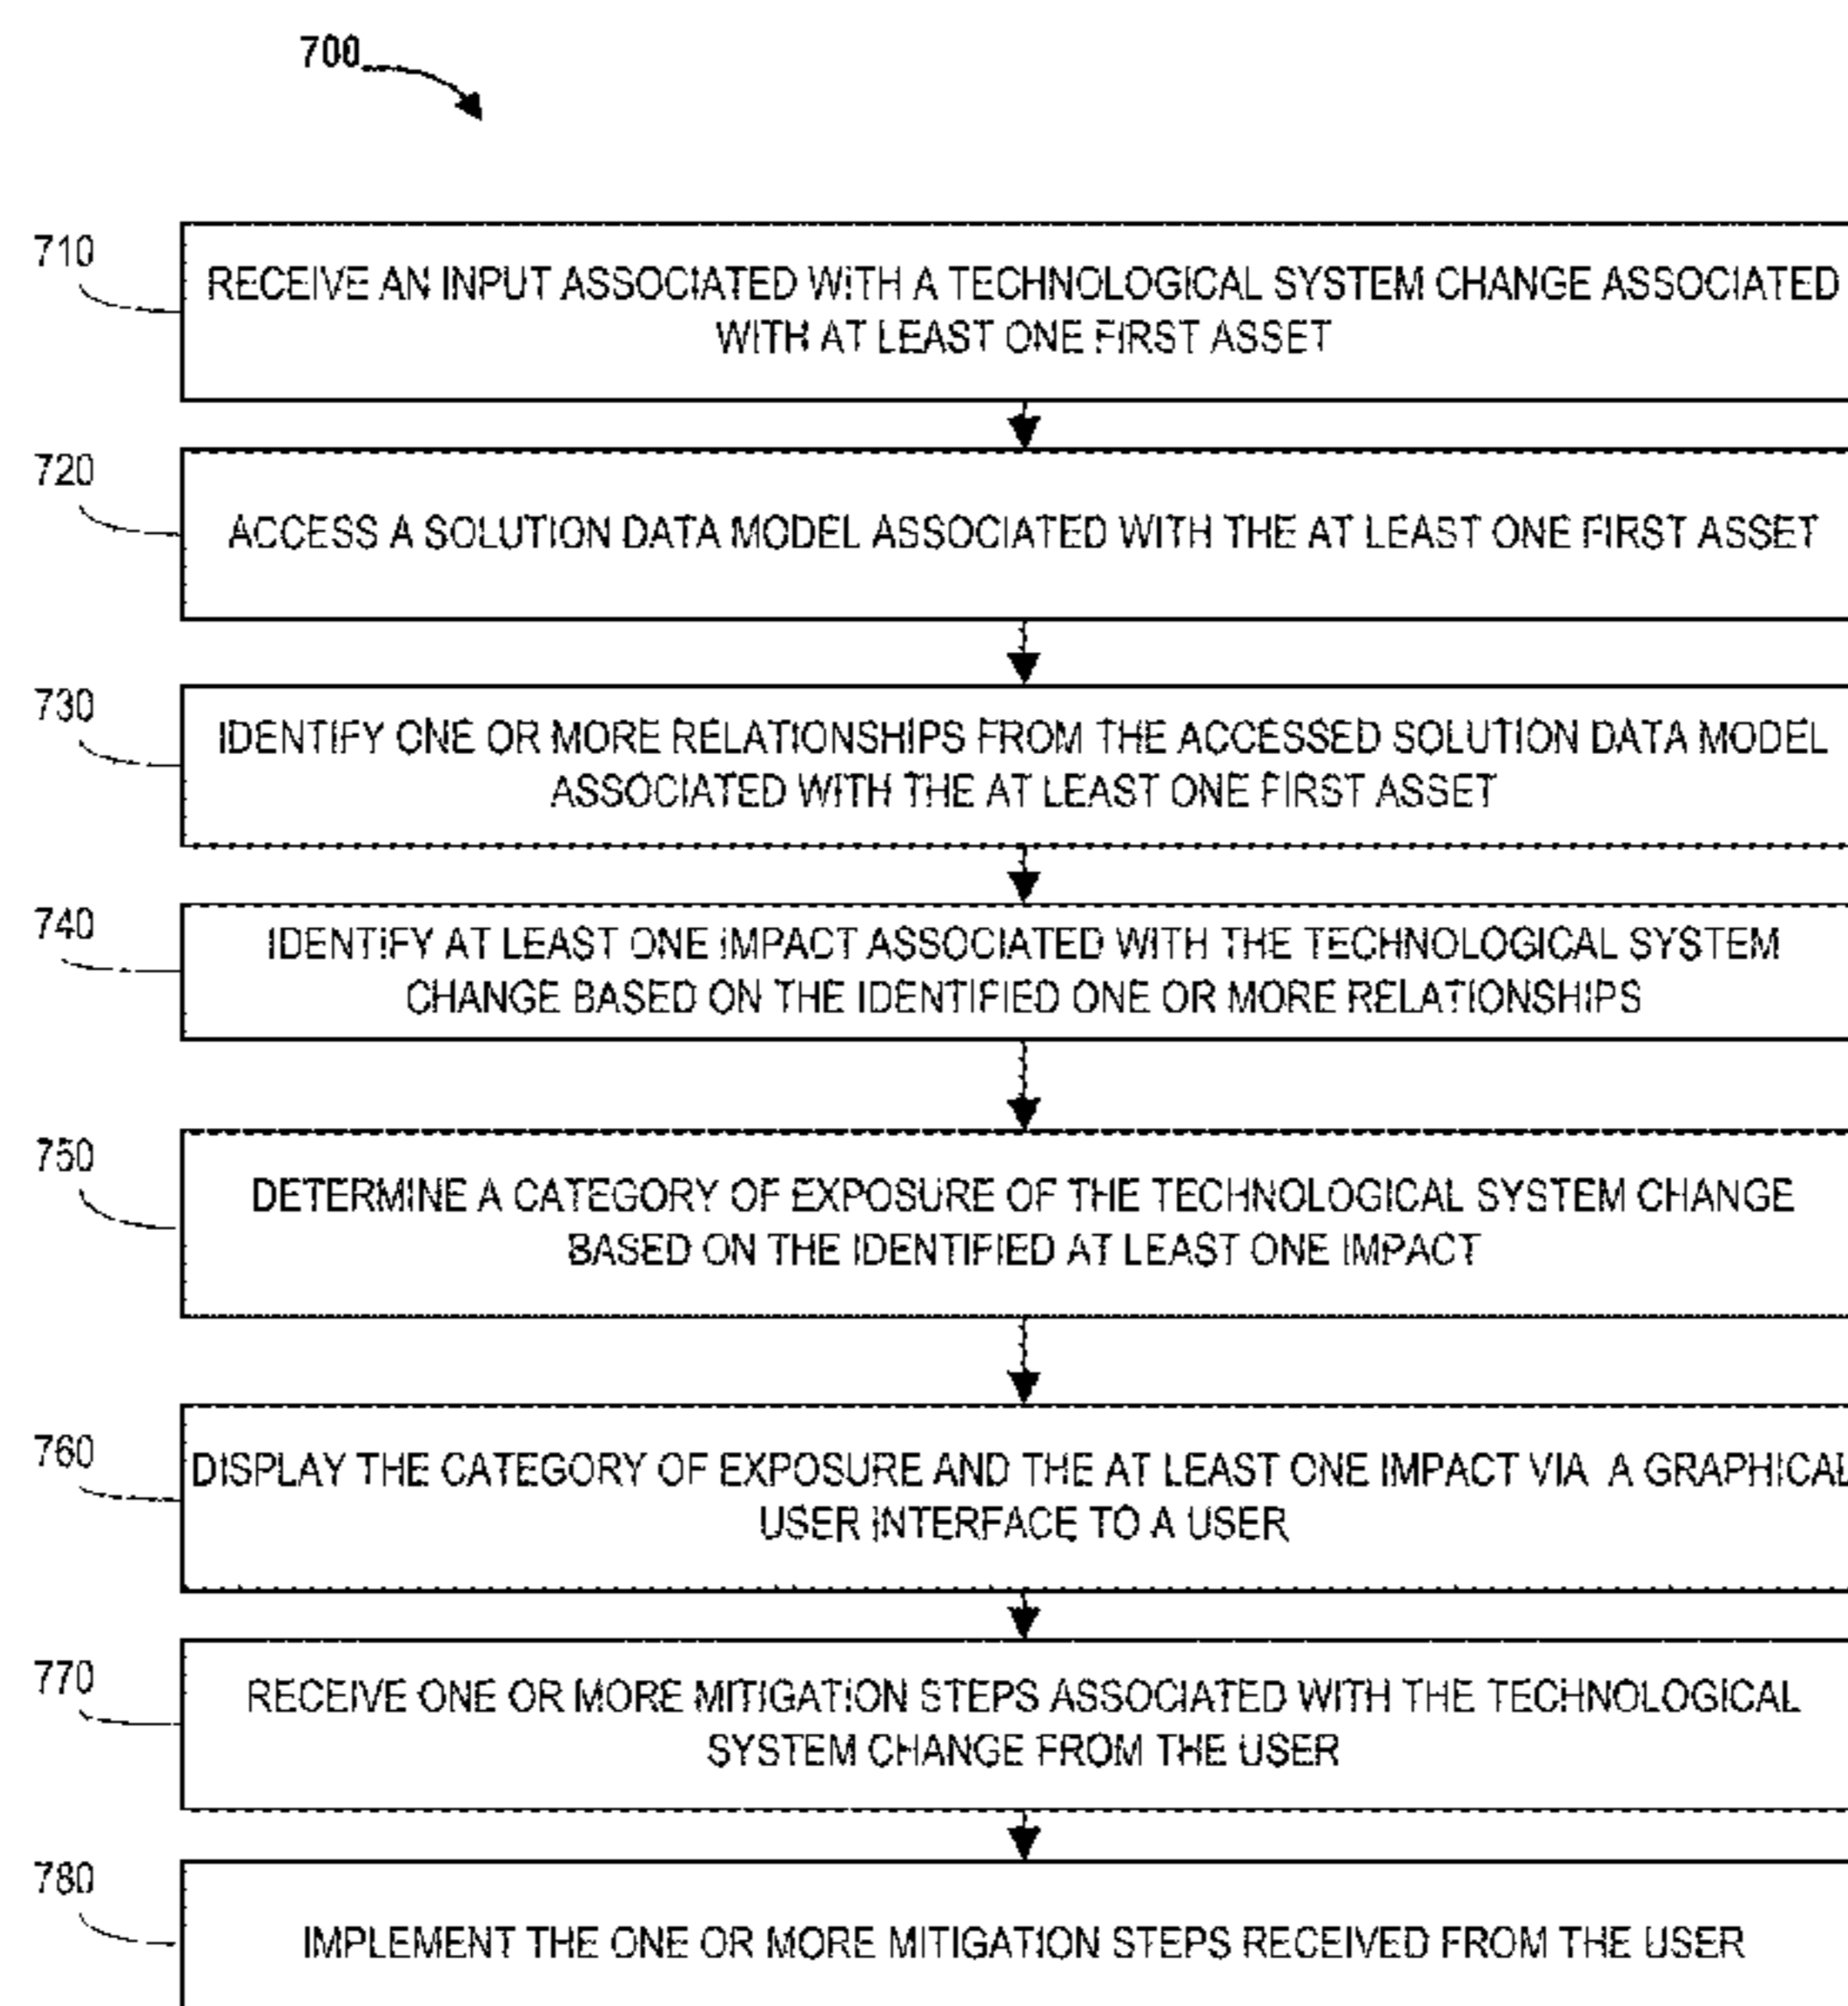 700
710
RECEIVE AN INPUT ASSOCIATED WITH A TECHNOLOGICAL SYSTEM CHANGE ASSOCIATED
WITH AT LEAST ONE FIRST ASSET
720
ACCESS A SOLUTION DATA MODEL ASSOCIATED WITH THE AT LEAST ONE FIRST ASSET
730
IDENTIFY ONE OR MORE RELATIONSHIPS FROM THE ACCESSED SOLUTION DATA MODEL
ASSOCIATED WITH THE AT LEAST ONE FIRST ASSET
740
IDENTIFY AT LEAST ONE IMPACT ASSOCIATED WITH THE TECHNOLOGICAL SYSTEM
CHANGE BASED ON THE IDENTIFIED ONE OR MORE RELATIONSHIPS
750
DETERMINE A CATEGORY OF EXPOSURE OF THE TECHNOLOGICAL SYSTEM CHANGE
BASED ON THE IDENTIFIED AT LEAST ONE IMPACT
760
DISPLAY THE CATEGORY OF EXPOSURE AND THE AT LEAST ONE IMPACT VIA A GRAPHICAL
USER INTERFACE TO A USER
770
RECEIVE ONE OR MORE MITIGATION STEPS ASSOCIATED WITH THE TECHNOLOGICAL
SYSTEM CHANGE FROM THE USER
780
IMPLEMENT THE ONE OR MORE MITIGATION STEPS RECEIVED FROM THE USER